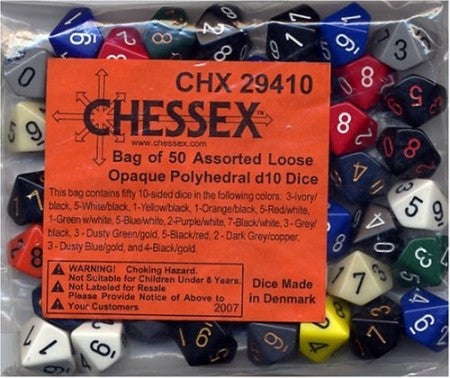 CHX 29410
CHESSEX™
www.chessex.com
Bag of 50 Assorted Loose
Opaque Polyhedral d10 Dice
This bag contains fifty 10-sided dice in the following colors: 3-ivory/
black, 5-White/black, 1-Yellow/black, 1-Orange/black, 5-Red/white,
1-Green w/white, 5-Blue/white, 2-Purple/white, 7-Black/white, 3 - Grey/
black, 3 - Dusty Green/gold, 5-Black/red, 2 - Dark Grey/copper,
3 - Dusty Blue/gold, and 4-Black/gold.
WARNING! Choking Hazard.
Not Suitable for Children Under 8 Years.
Not Labeled for Resale
Please Provide Notice of Above to
Your Customers
2007
Dice Made
in Denmark